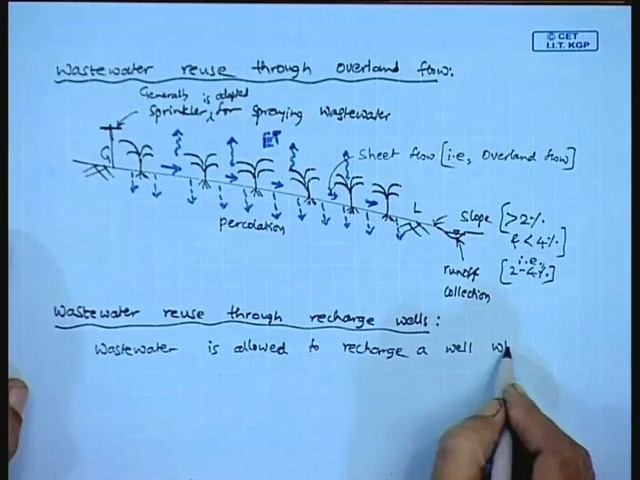 © CET
I.I.T. KGP
Wastewater reuse through overland flow:
Generally is adopted
Sprinkler, for spraying wastewater
G
ET
Sheet flow [i.e, Overland flow]
L
Slope [>2%.
& <4%.]
i.e.
[2-4%.]
Percolation
Runoff
Collection
Wastewater reuse through recharge wells:
Wastewater is allowed to recharge a well wh